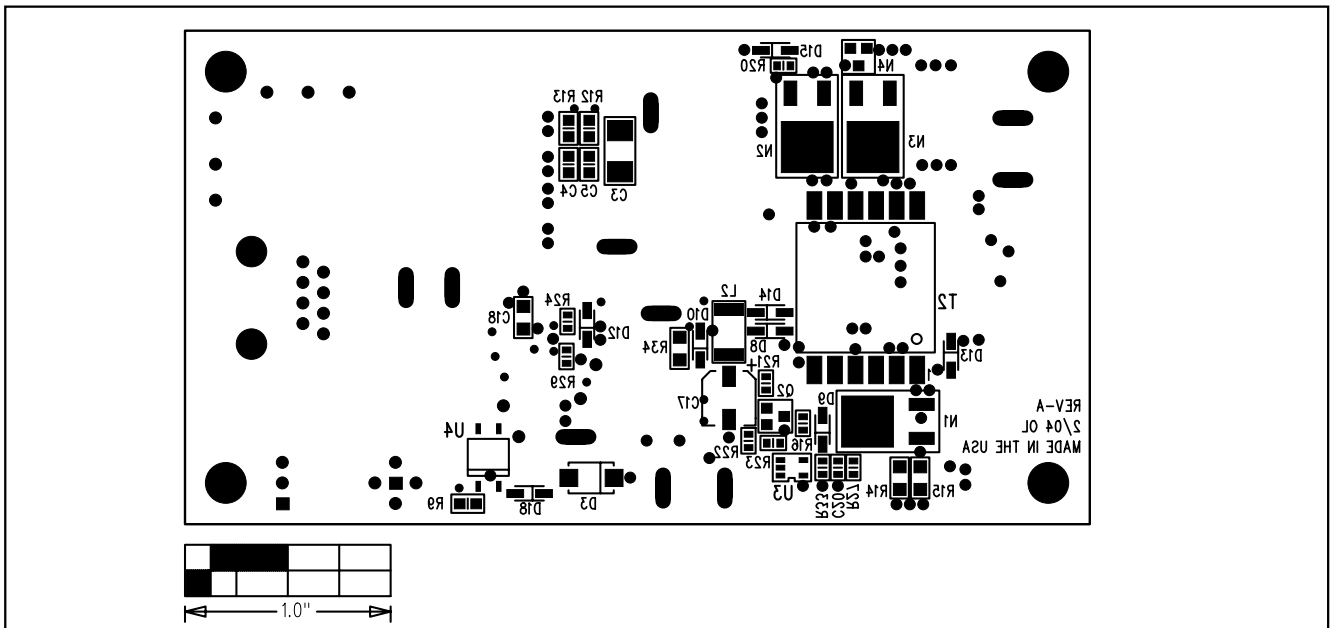 D15
R20
N4
R13 R12
N2
N3
C4 C5 C3
T2
L2 D14
R24
D10
C18
D12
R34
D8
D13
R29
R21
+
C17
Q2
D9
1
N1
REV-A
2/04 OL
MADE IN THE USA
U4
R16
R22
R23
R9
D18
D3
U3
R33
C20
R27
R14
R15
1.0"